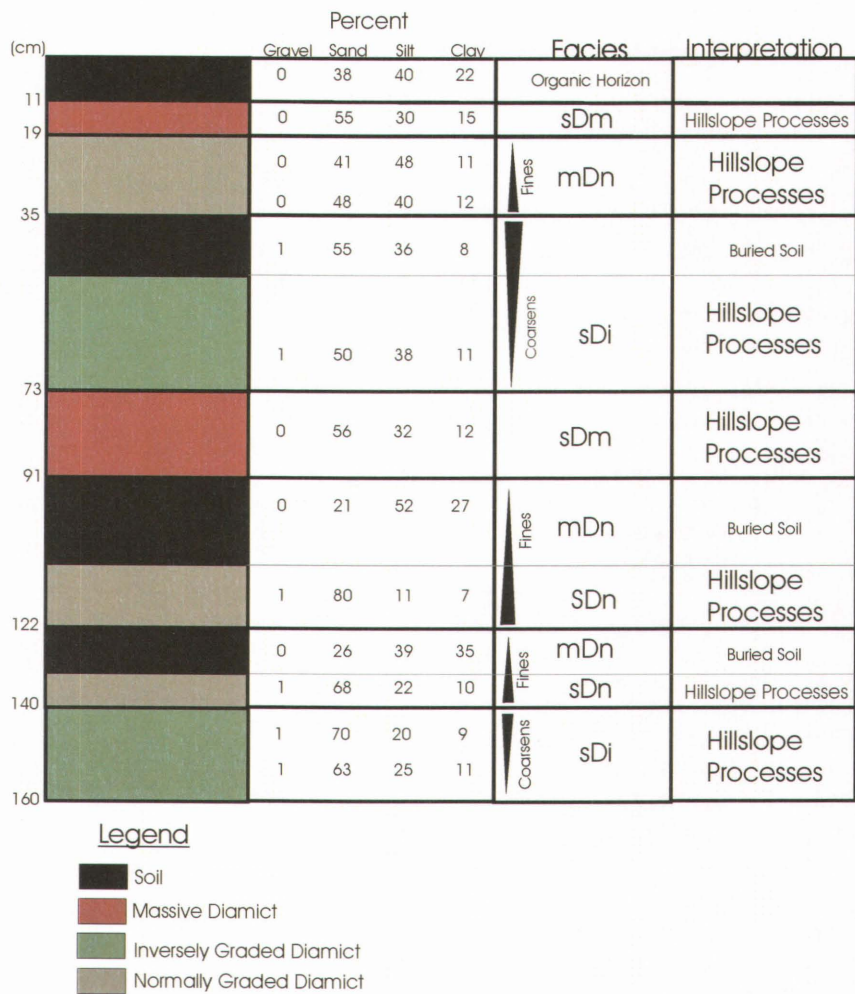 Percent
(cm) Gravel Sand Silt Clay Facies Interpretation
0 38 40 22 Organic Horizon
11
0 55 30 15 sDm Hillslope Processes
19
0 41 48 11 Fines mDn Hillslope Processes
0 48 40 12
35
1 55 36 8 Buried Soil
Coarsens sDi Hillslope Processes
1 50 38 11
73
0 56 32 12 sDm Hillslope Processes
91
0 21 52 27 Fines mDn Buried Soil
1 80 11 7 SDn Hillslope Processes
122
0 26 39 35 Fines mDn Buried Soil
1 68 22 10 sDn Hillslope Processes
140
1 70 20 9 Coarsens sDi Hillslope Processes
1 63 25 11
160
Legend
Soil
Massive Diamict
Inversely Graded Diamict
Normally Graded Diamict